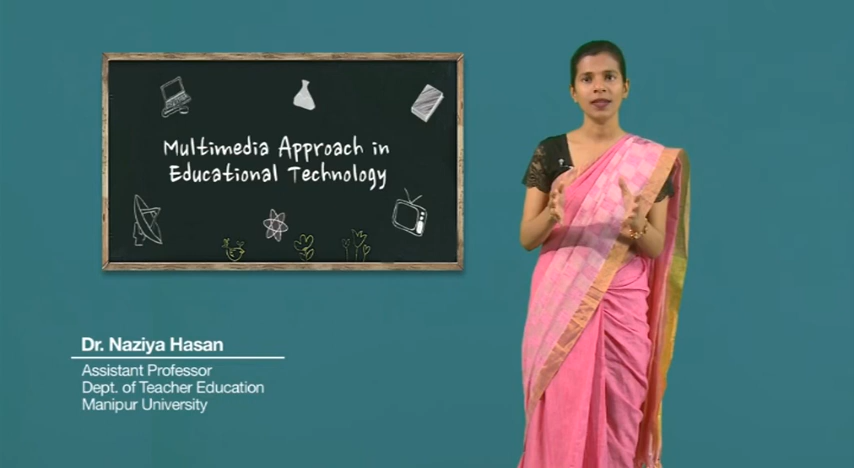 Multimedia Approach in
Educational Technology
Dr. Naziya Hasan
Assistant Professor
Dept. of Teacher Education
Manipur University